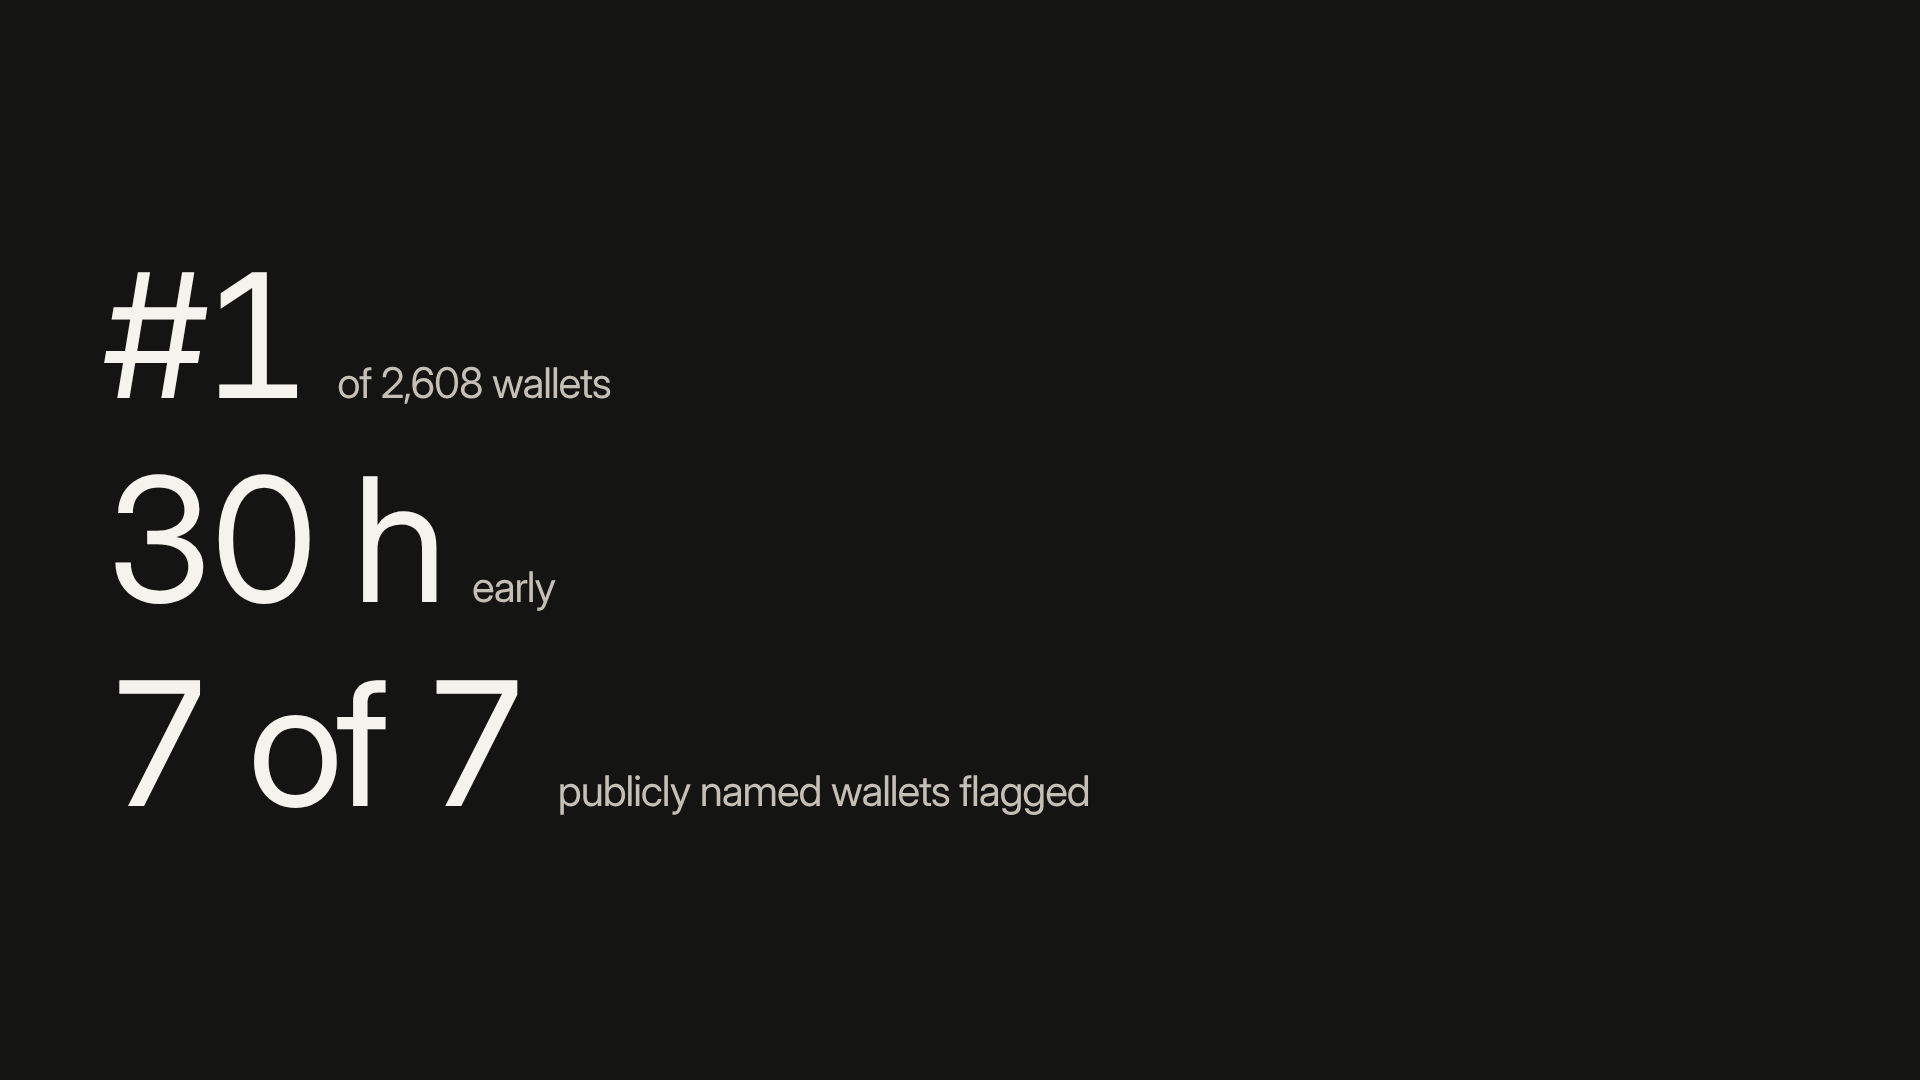 #1 of 2,608 wallets
30 h early
7 of 7 publicly named wallets flagged